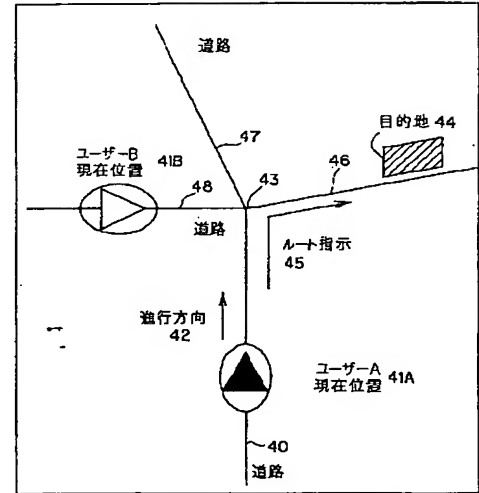 道路
目的地 44
47
46
ユーザーB
現在位置 41B
48
43
道路
ルート指示
45
進行方向
42
ユーザーA
現在位置 41A
40
道路